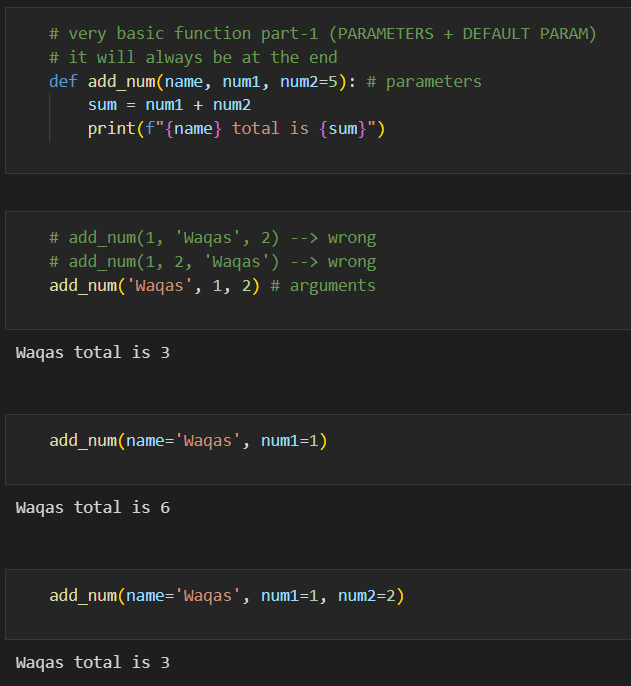 # very basic function part-1 (PARAMETERS + DEFAULT PARAM)
# it will always be at the end
def add_num(name, num1, num2=5): # parameters
    sum = num1 + num2
    print(f"{name} total is {sum}")
# add_num(1, 'Waqas', 2) --> wrong
# add_num(1, 2, 'Waqas') --> wrong
add_num('Waqas', 1, 2) # arguments
Waqas total is 3
add_num(name='Waqas', num1=1)
Waqas total is 6
add_num(name='Waqas', num1=1, num2=2)
Waqas total is 3